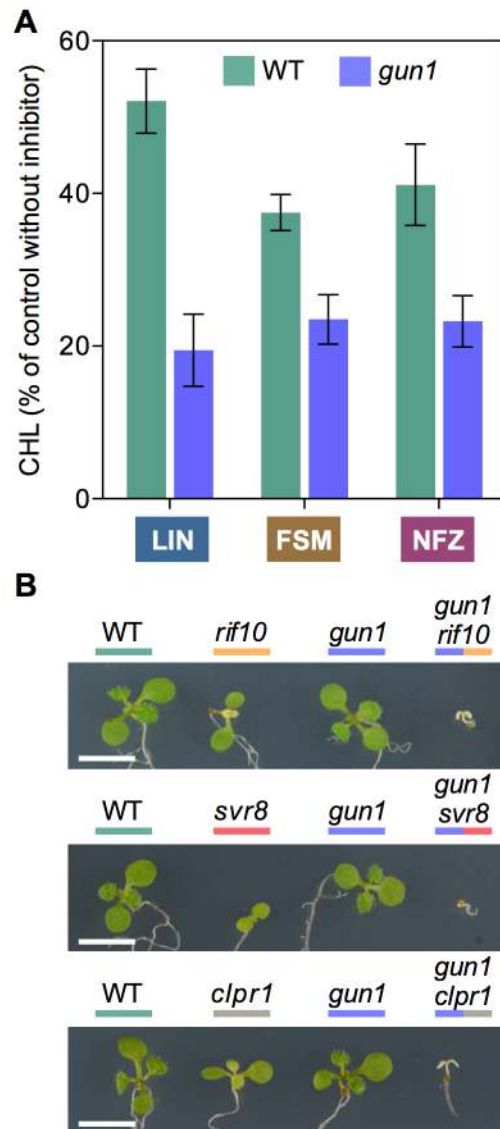 A
CHL (% of control without inhibitor)
60
40
20
0
WT gun1
LIN FSM NFZ
B
WT rif10 gun1 gun1
rif10
WT svr8 gun1 gun1
svr8
WT clpr1 gun1 gun1
clpr1